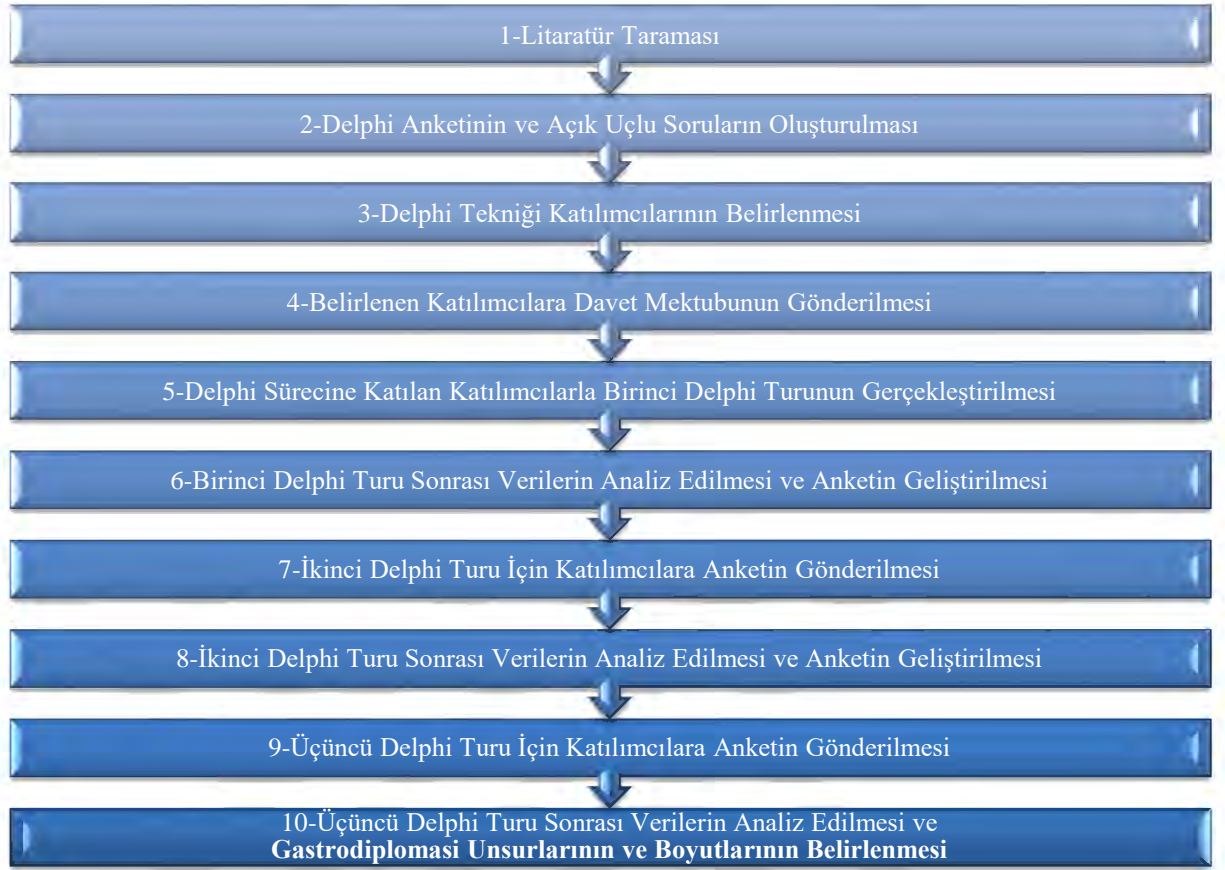 1-Litaratür Taraması
2-Delphi Anketinin ve Açık Uçlu Soruların Oluşturulması
3-Delphi Tekniği Katılımcılarının Belirlenmesi
4-Belirlenen Katılımcılara Davet Mektubunun Gönderilmesi
5-Delphi Sürecine Katılan Katılımcılarla Birinci Delphi Turunun Gerçekleştirilmesi
6-Birinci Delphi Turu Sonrası Verilerin Analiz Edilmesi ve Anketin Geliştirilmesi
7-İkinci Delphi Turu İçin Katılımcılara Anketin Gönderilmesi
8-İkinci Delphi Turu Sonrası Verilerin Analiz Edilmesi ve Anketin Geliştirilmesi
9-Üçüncü Delphi Turu İçin Katılımcılara Anketin Gönderilmesi
10-Üçüncü Delphi Turu Sonrası Verilerin Analiz Edilmesi ve
Gastrodiplomasi Unsurlarının ve Boyutlarının Belirlenmesi